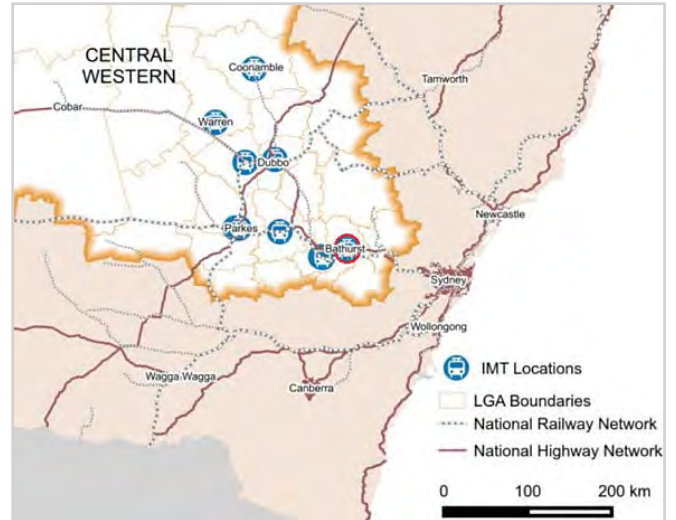 CENTRAL
WESTERN
Coonamble
Tamworth
Cobar
Warren
Dubbo
Newcastle
Parkes
Bathurst
Sydney
Wollongong
Wagga Wagga
Canberra
IMT Locations
LGA Boundaries
National Railway Network
National Highway Network
0 100 200 km